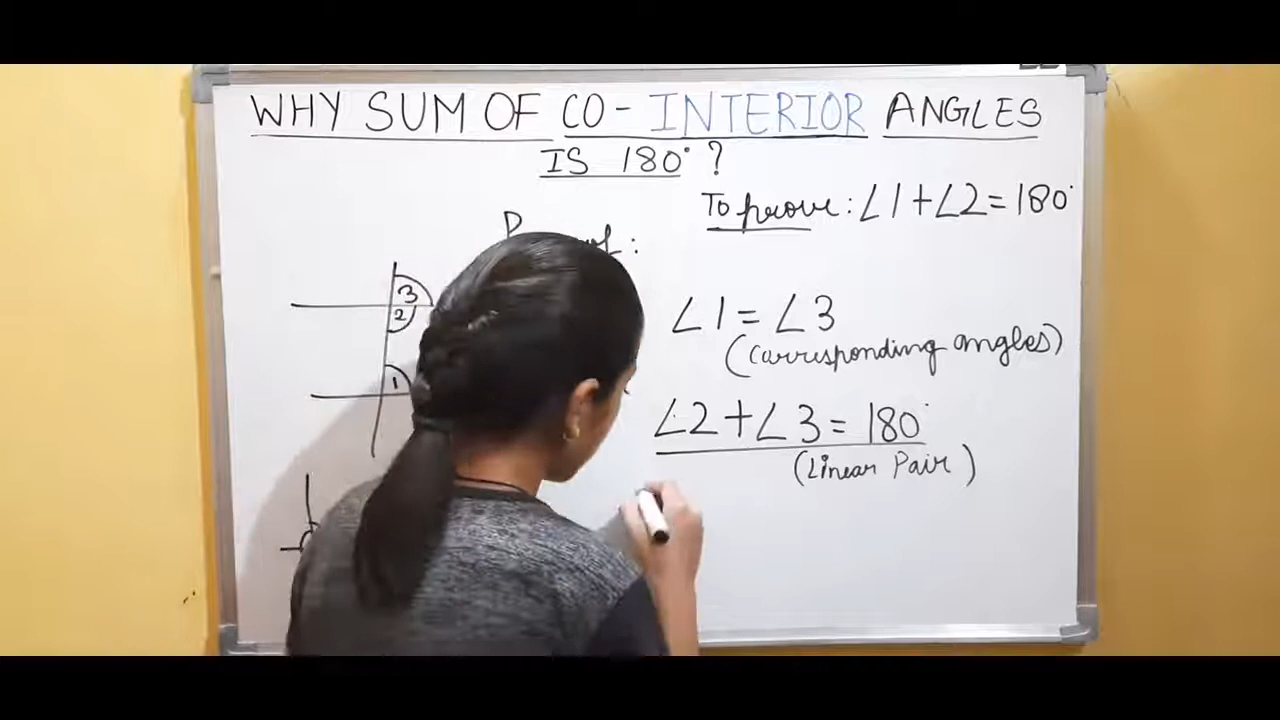 WHY SUM OF CO-INTERIOR ANGLES
IS 180° ?
To prove: ∠1+∠2=180°
3
2
1
∠1=∠3
(Corresponding angles)
∠2+∠3=180°
(Linear Pair)